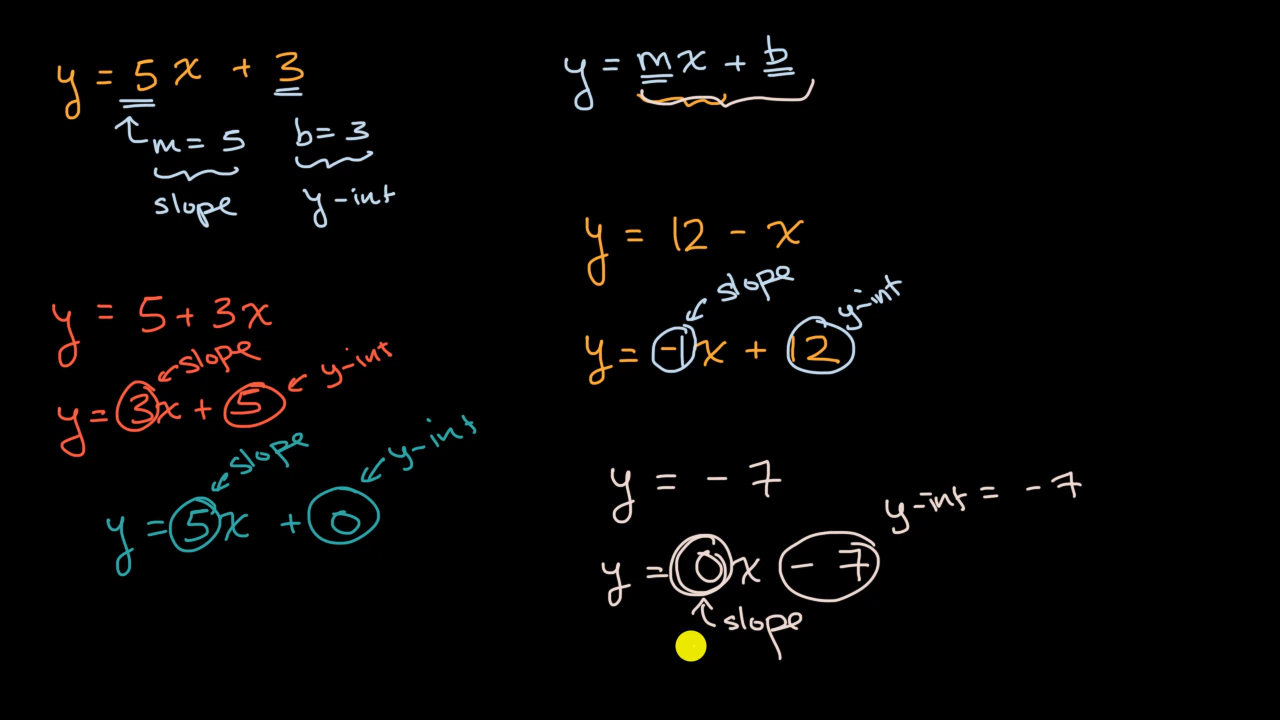 y = 5x + 3
m = 5
b = 3
slope
y-int
y = 5 + 3x
slope
y-int
y = 3x + 5
slope
y-int
y = 5x + 0
y = mx + b
y = 12 - x
slope
y-int
y = -1x + 12
y = - 7
y-int = - 7
y = 0x - 7
slope